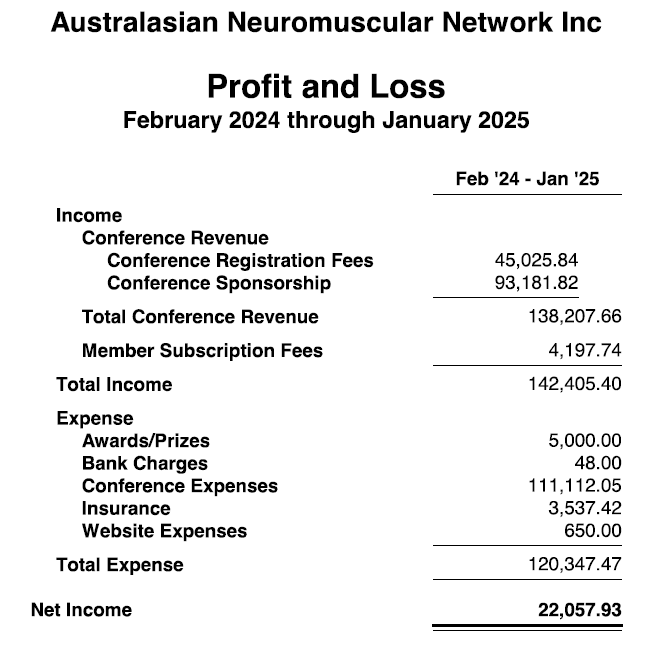 Australasian Neuromuscular Network Inc
Profit and Loss
February 2024 through January 2025
Feb '24 - Jan '25
Income
Conference Revenue
Conference Registration Fees 45,025.84
Conference Sponsorship 93,181.82
Total Conference Revenue 138,207.66
Member Subscription Fees 4,197.74
Total Income 142,405.40
Expense
Awards/Prizes 5,000.00
Bank Charges 48.00
Conference Expenses 111,112.05
Insurance 3,537.42
Website Expenses 650.00
Total Expense 120,347.47
Net Income 22,057.93